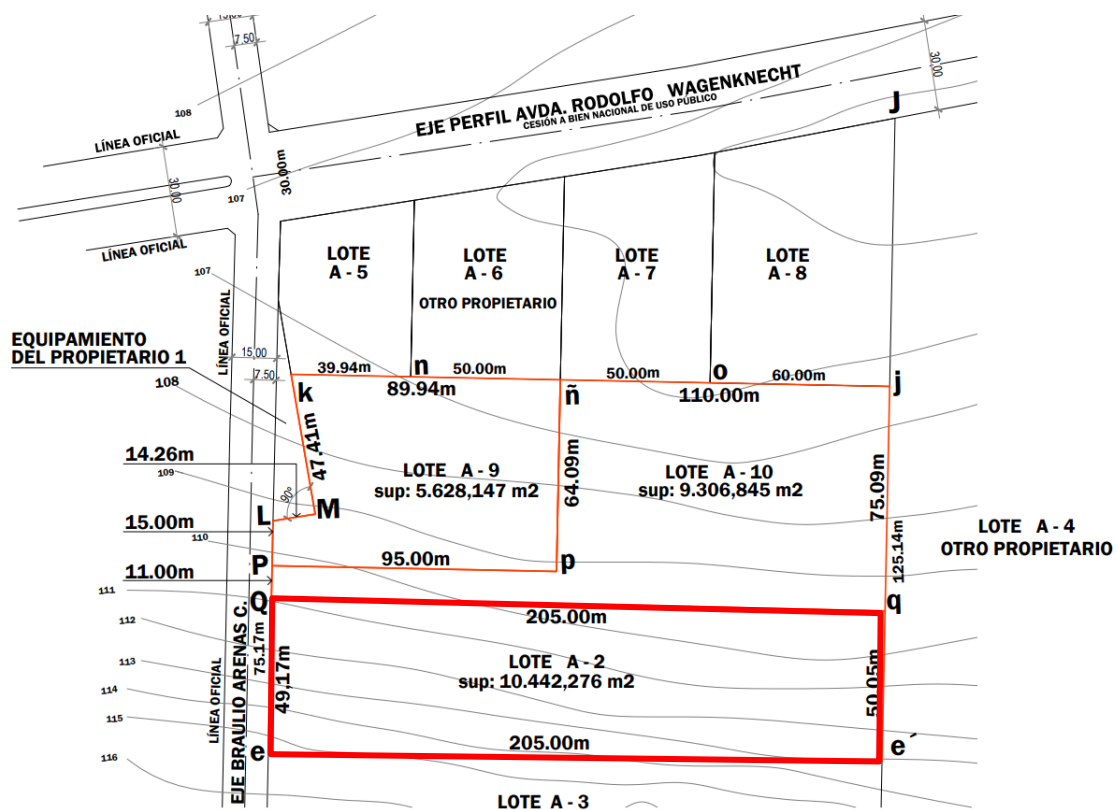 15.00
7.50
108
LÍNEA OFICIAL
30.00m
EJE PERFIL AVDA. RODOLFO WAGENKNECHT
CESIÓN A BIEN NACIONAL DE USO PÚBLICO
30,00
J
30,00
107
LÍNEA OFICIAL
107
LOTE
A - 5
LOTE
A - 6
OTRO PROPIETARIO
LOTE
A - 7
LOTE
A - 8
LÍNEA OFICIAL
EQUIPAMIENTO
DEL PROPIETARIO 1
15,00
7.50
108
k
39.94m
n
50.00m
89.94m
ñ
50.00m
o
60.00m
110.00m
j
47.41m
14.26m
109
90º
L
M
15.00m
110
LOTE A - 9
sup: 5.628,147 m2
64.09m
LOTE A - 10
sup: 9.306,845 m2
75.09m
125.14m
LOTE A - 4
OTRO PROPIETARIO
P
95.00m
p
11.00m
111
Q
205.00m
q
112
113
114
115
116
LÍNEA OFICIAL
EJE BRAULIO ARENAS C.
75.17m
49.17m
LOTE A - 2
sup: 10.442,276 m2
50.05m
e
205.00m
e´
LOTE A - 3